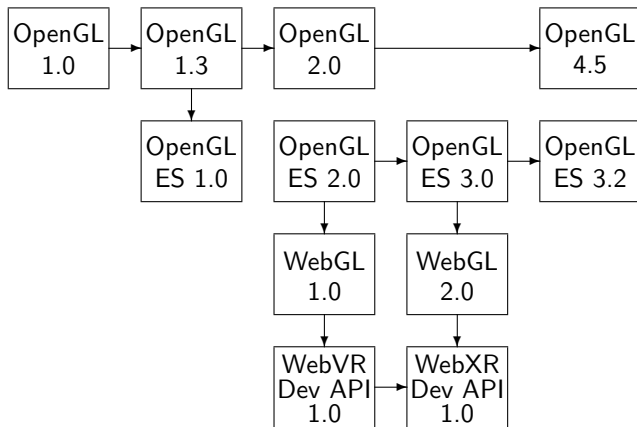 OpenGL
1.0
OpenGL
1.3
OpenGL
2.0
OpenGL
4.5
OpenGL
ES 1.0
OpenGL
ES 2.0
OpenGL
ES 3.0
OpenGL
ES 3.2
WebGL
1.0
WebGL
2.0
WebVR
Dev API
1.0
WebXR
Dev API
1.0